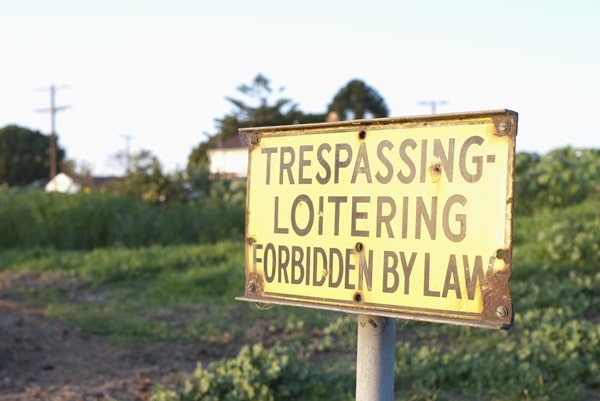 TRESPASSING-
LOITERING
FORBIDDEN BY LAW